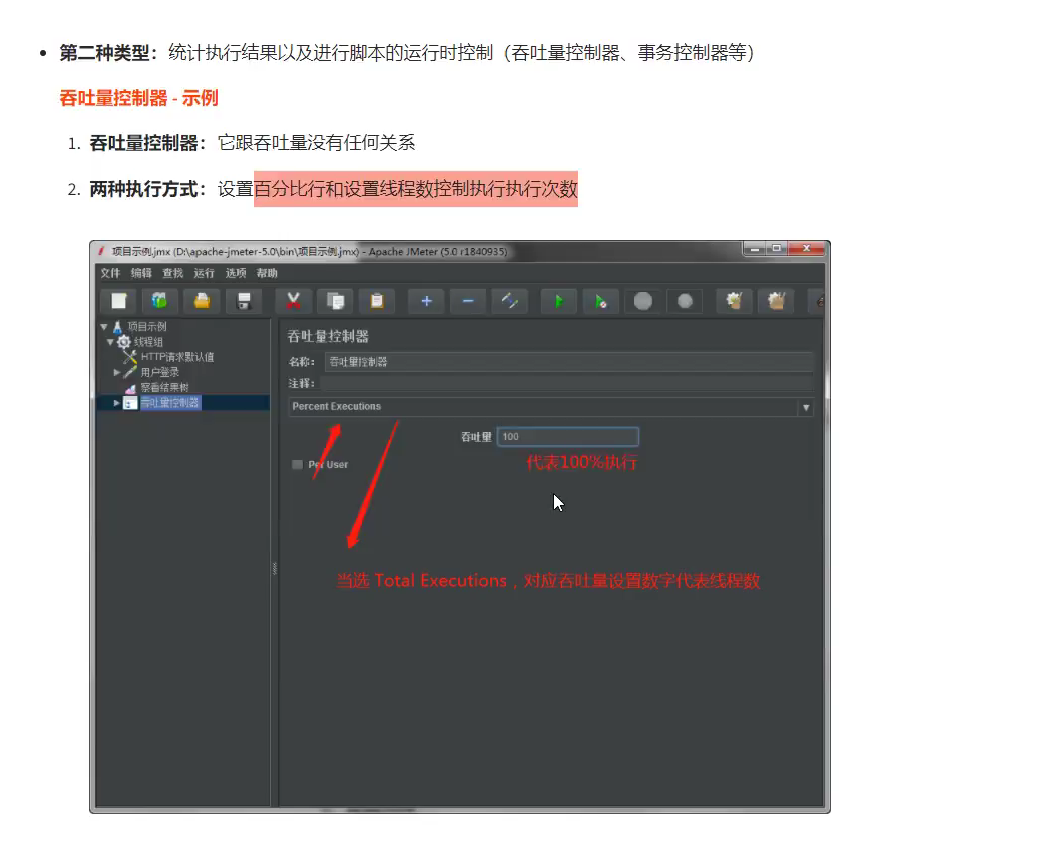 第二种类型：统计执行结果以及进行脚本的运行时控制（吞吐量控制器、事务控制器等）
吞吐量控制器 - 示例
1. 吞吐量控制器：它跟吞吐量没有任何关系
2. 两种执行方式：设置百分比行和设置线程数控制执行执行次数
项目示例.jmx (D:\apache-jmeter-5.0\bin\项目示例.jmx) - Apache JMeter (5.0 r1840935)
文件 编辑 查找 运行 选项 帮助
项目示例
线程组
HTTP请求默认值
用户登录
察看结果树
吞吐量控制器
吞吐量控制器
名称： 吞吐量控制器
注释：
Percent Executions
吞吐量 100
Per User
代表100%执行
当选 Total Executions，对应吞吐量设置数字代表线程数